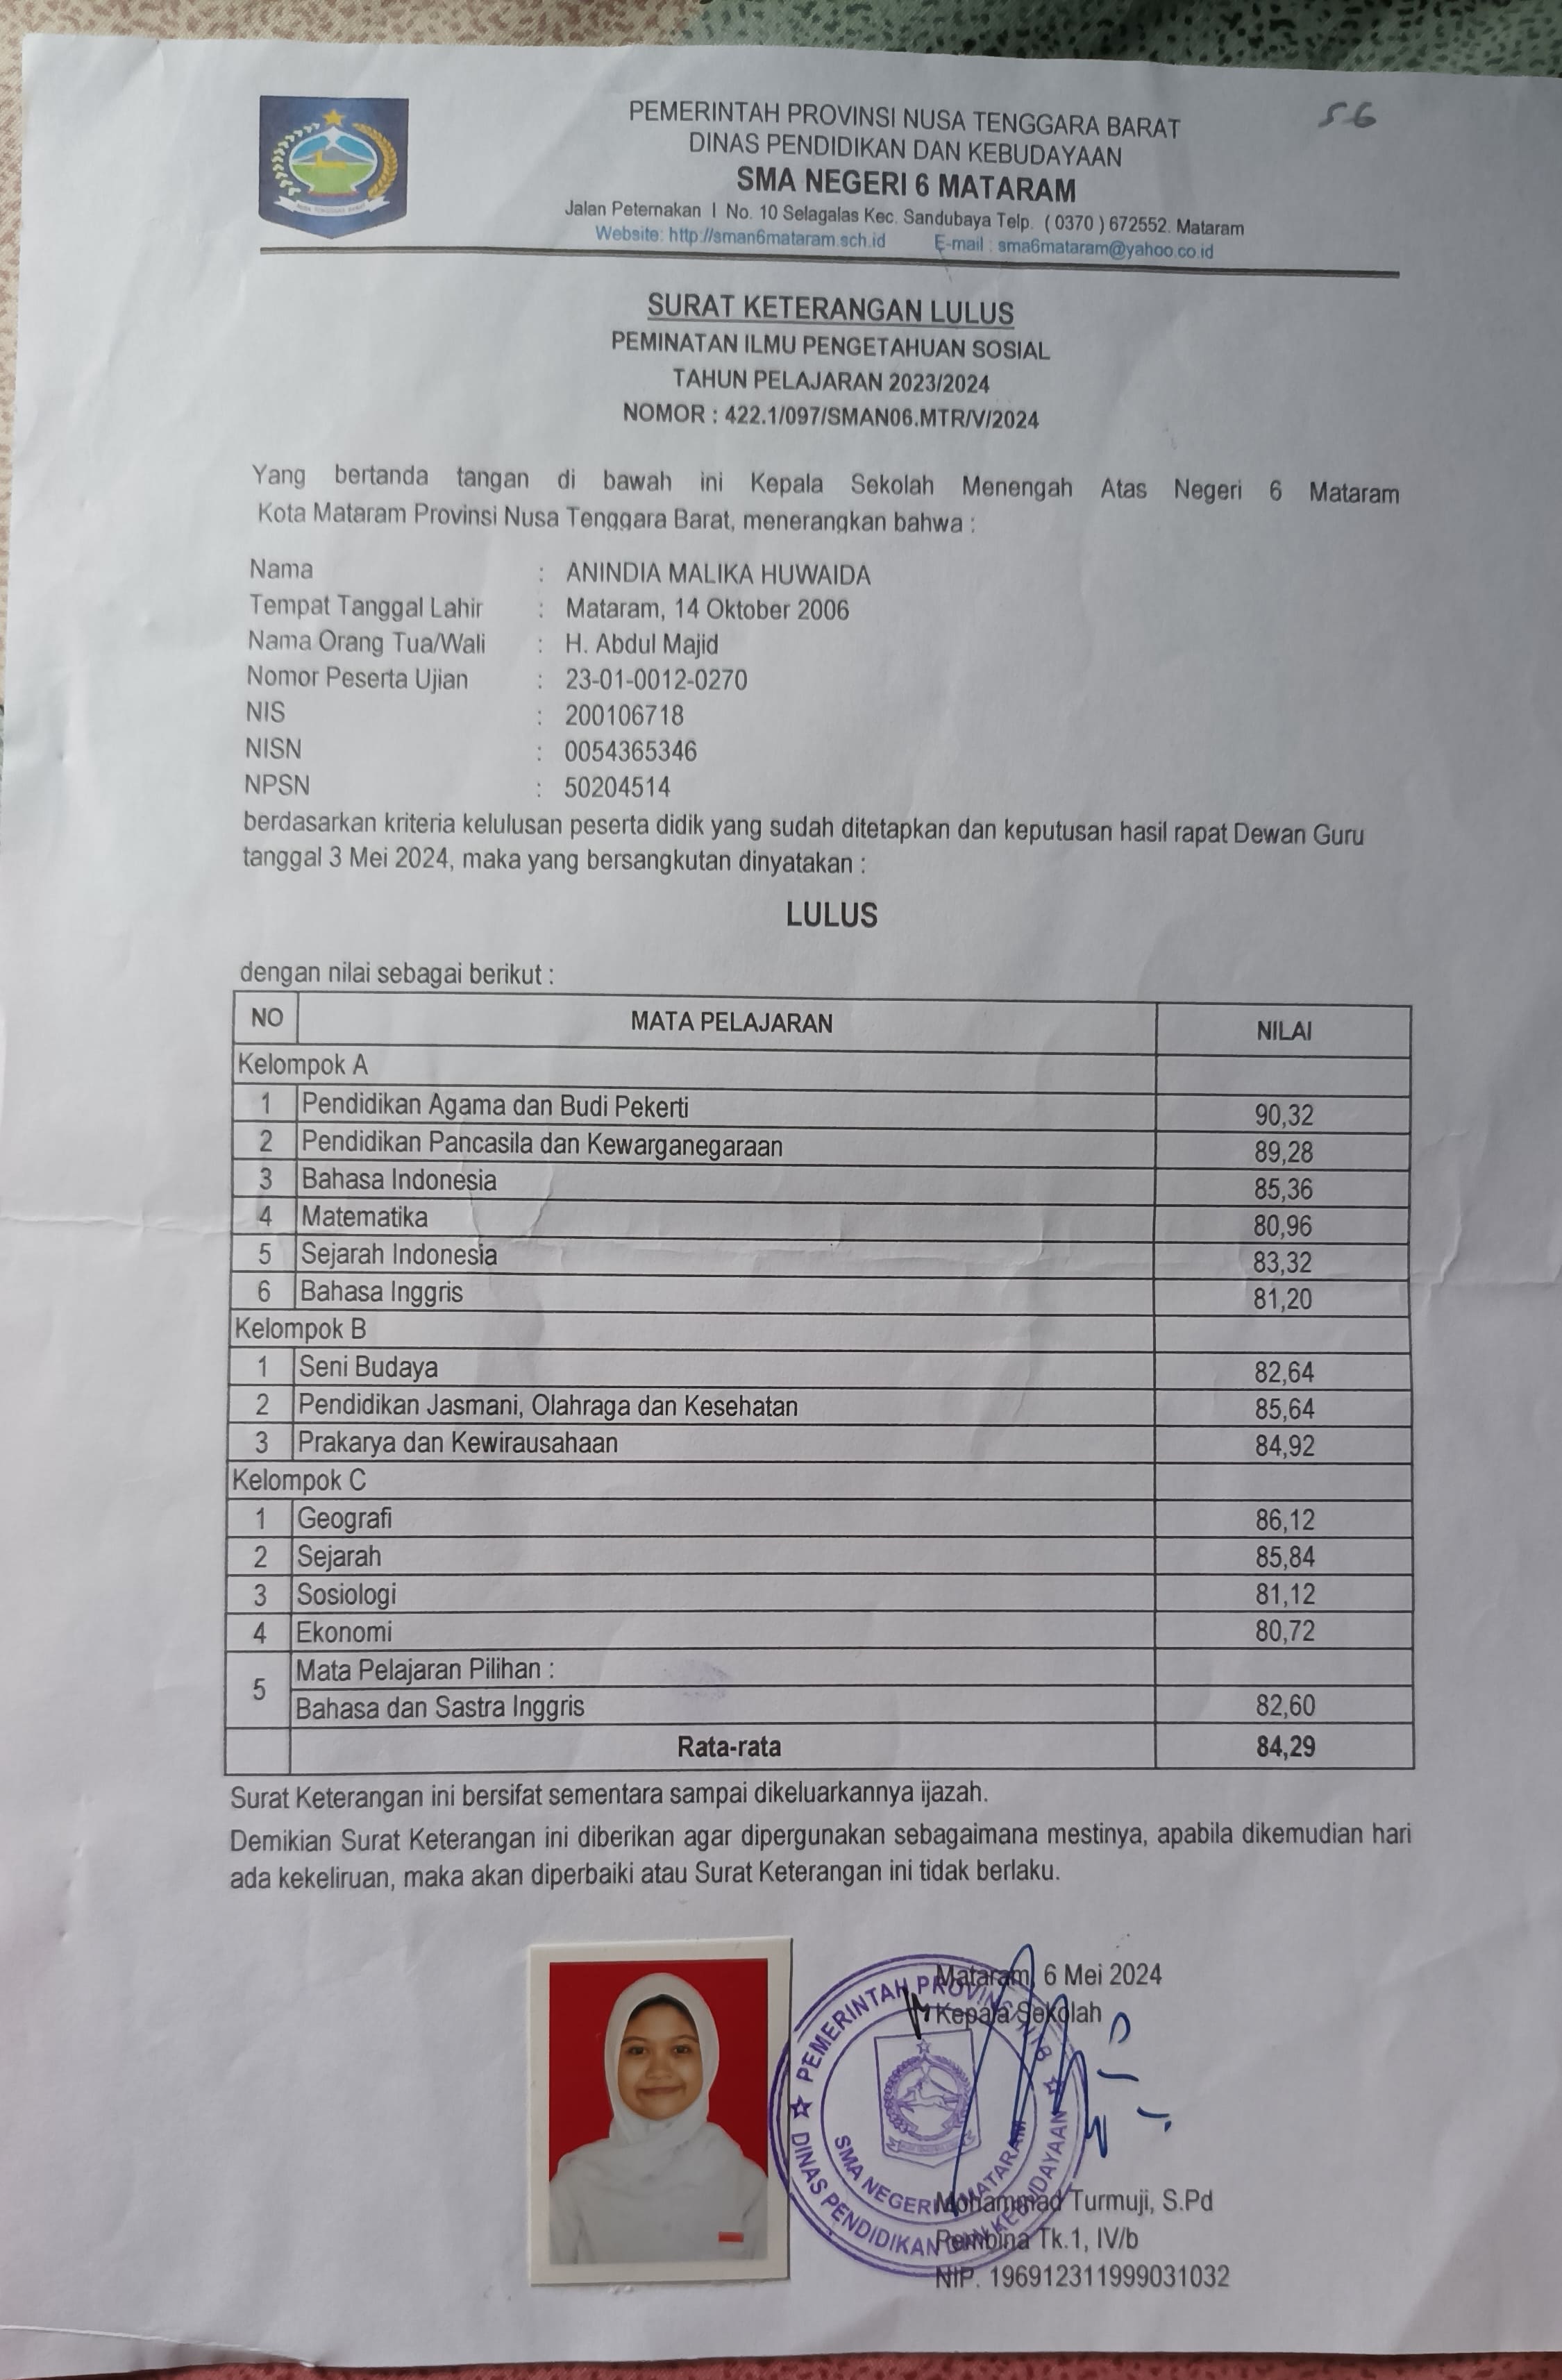 56
PEMERINTAH PROVINSI NUSA TENGGARA BARAT
DINAS PENDIDIKAN DAN KEBUDAYAAN
SMA NEGERI 6 MATARAM
Jalan Peternakan I No. 10 Selagalas Kec. Sandubaya Telp. ( 0370 ) 672552. Mataram
Website: http://sman6mataram.sch.id E-mail : sma6mataram@yahoo.co.id
SURAT KETERANGAN LULUS
PEMINATAN ILMU PENGETAHUAN SOSIAL
TAHUN PELAJARAN 2023/2024
NOMOR : 422.1/097/SMAN06.MTR/V/2024
Yang bertanda tangan di bawah ini Kepala Sekolah Menengah Atas Negeri 6 Mataram
Kota Mataram Provinsi Nusa Tenggara Barat, menerangkan bahwa :
Nama : ANINDIA MALIKA HUWAIDA
Tempat Tanggal Lahir : Mataram, 14 Oktober 2006
Nama Orang Tua/Wali : H. Abdul Majid
Nomor Peserta Ujian : 23-01-0012-0270
NIS : 200106718
NISN : 0054365346
NPSN : 50204514
berdasarkan kriteria kelulusan peserta didik yang sudah ditetapkan dan keputusan hasil rapat Dewan Guru
tanggal 3 Mei 2024, maka yang bersangkutan dinyatakan :
LULUS
dengan nilai sebagai berikut :
NO MATA PELAJARAN NILAI
Kelompok A
1 Pendidikan Agama dan Budi Pekerti 90,32
2 Pendidikan Pancasila dan Kewarganegaraan 89,28
3 Bahasa Indonesia 85,36
4 Matematika 80,96
5 Sejarah Indonesia 83,32
6 Bahasa Inggris 81,20
Kelompok B
1 Seni Budaya 82,64
2 Pendidikan Jasmani, Olahraga dan Kesehatan 85,64
3 Prakarya dan Kewirausahaan 84,92
Kelompok C
1 Geografi 86,12
2 Sejarah 85,84
3 Sosiologi 81,12
4 Ekonomi 80,72
5 Mata Pelajaran Pilihan :
Bahasa dan Sastra Inggris 82,60
Rata-rata 84,29
Surat Keterangan ini bersifat sementara sampai dikeluarkannya ijazah.
Demikian Surat Keterangan ini diberikan agar dipergunakan sebagaimana mestinya, apabila dikemudian hari
ada kekeliruan, maka akan diperbaiki atau Surat Keterangan ini tidak berlaku.
Mataram, 6 Mei 2024
Kepala Sekolah
PEMERINTAH PROVINSI NTB
DINAS PENDIDIKAN DAN KEBUDAYAAN
SMA NEGERI MATARAM
Mohammad Turmuji, S.Pd
Pembina Tk.1, IV/b
NIP. 196912311999031032